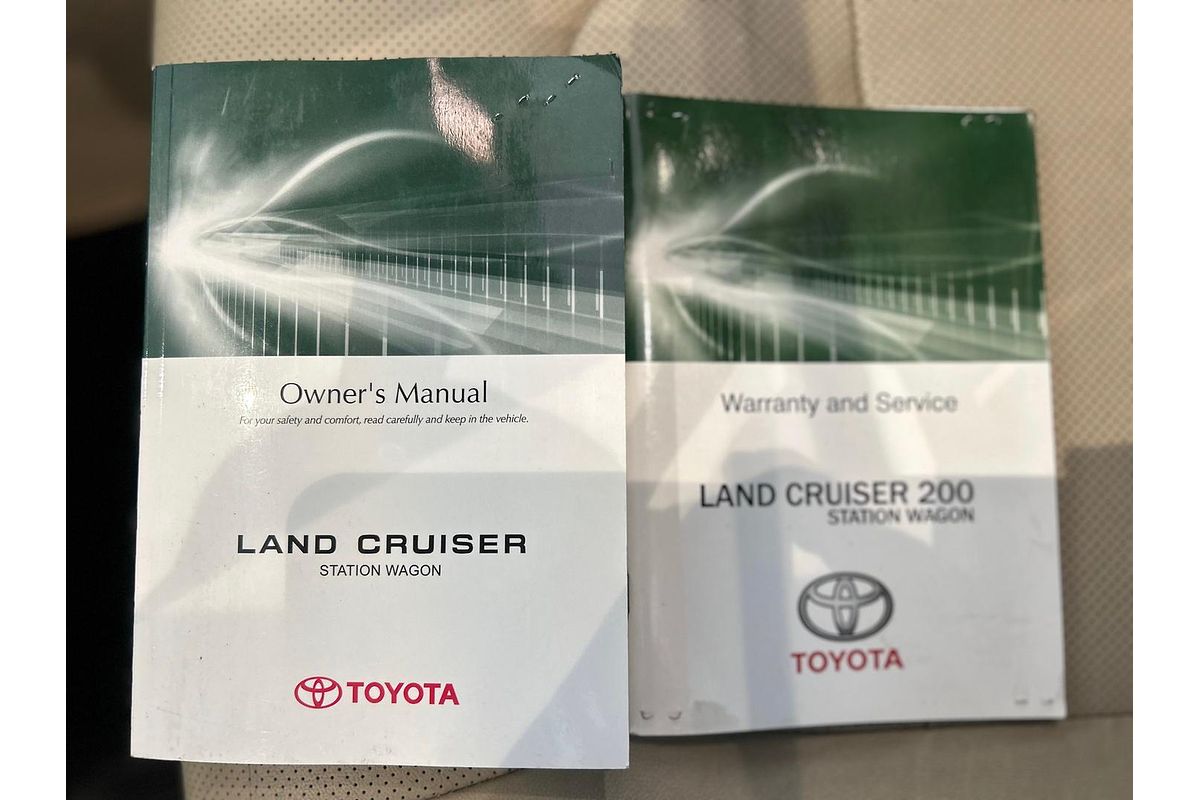 Owner's Manual
For your safety and comfort, read carefully and keep in the vehicle.
LAND CRUISER
STATION WAGON
TOYOTA
Warranty and Service
LAND CRUISER 200
STATION WAGON
TOYOTA